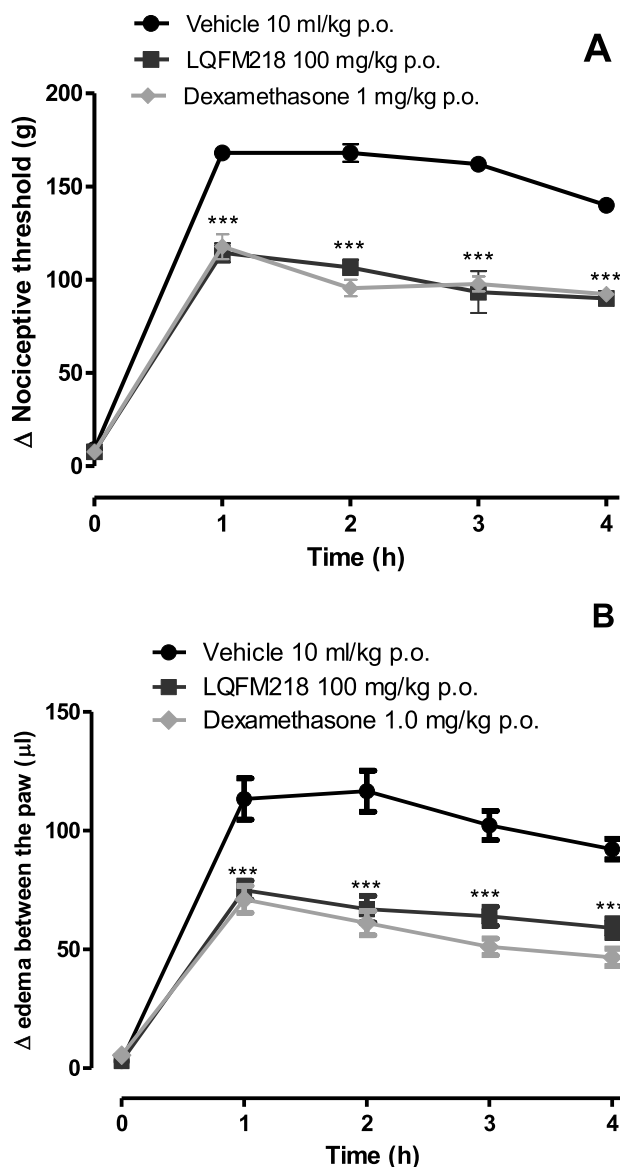 Vehicle 10 ml/kg p.o.
LQFM218 100 mg/kg p.o.
Dexamethasone 1 mg/kg p.o.
A
200
150
100
50
0
Δ Nociceptive threshold (g)
***
***
***
***
0 1 2 3 4
Time (h)
B
Vehicle 10 ml/kg p.o.
LQFM218 100 mg/kg p.o.
Dexamethasone 1.0 mg/kg p.o.
150
100
50
0
Δ edema between the paw (μl)
***
***
***
***
0 1 2 3 4
Time (h)